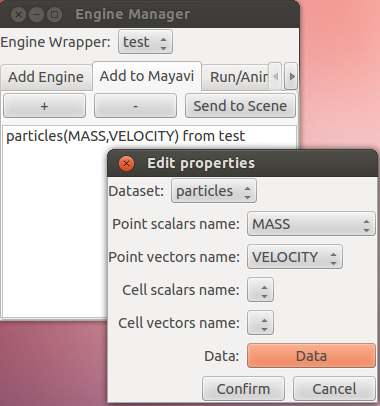 Engine Manager
Engine Wrapper: test
Add Engine Add to Mayavi
+ - Send to Scene
particles(MASS,VELOCITY) from test
Edit properties
Dataset: particles
Point scalars name: MASS
Point vectors name: VELOCITY
Cell scalars name:
Cell vectors name:
Data: Data
Confirm Cancel